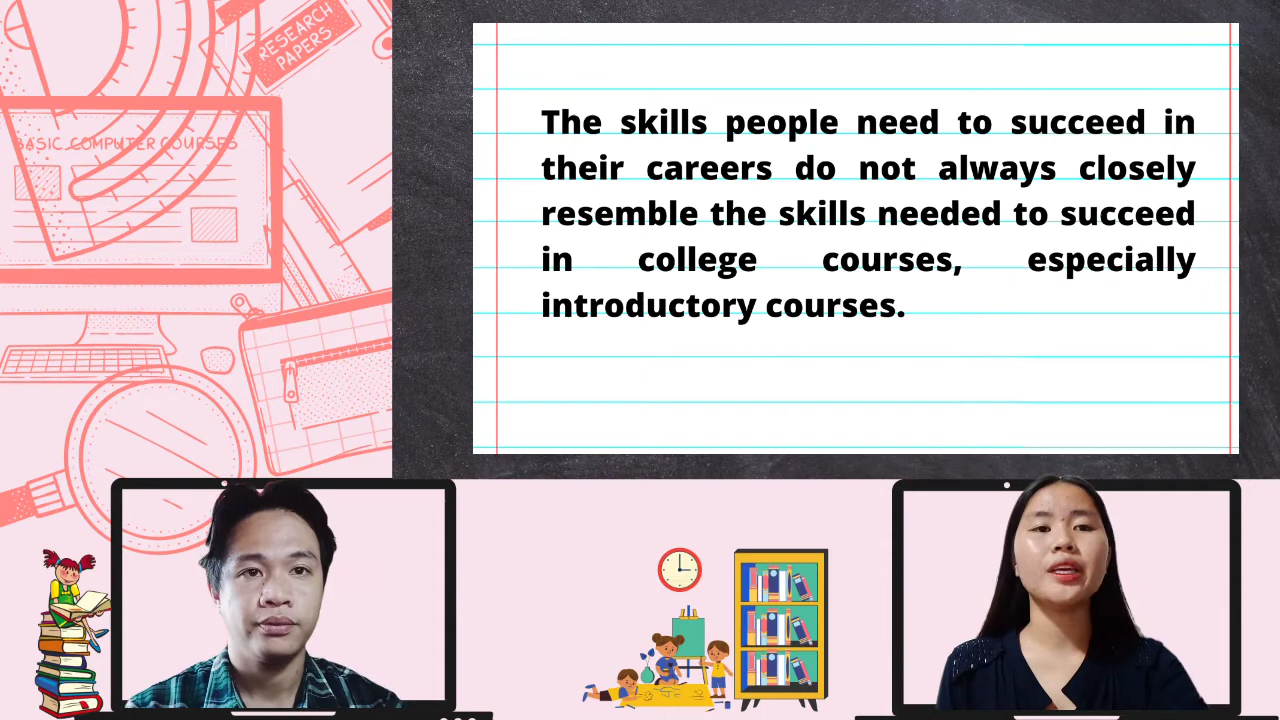 RESEARCH
PAPERS
BASIC COMPUTER COURSES
The skills people need to succeed in
their careers do not always closely
resemble the skills needed to succeed
in college courses, especially
introductory courses.